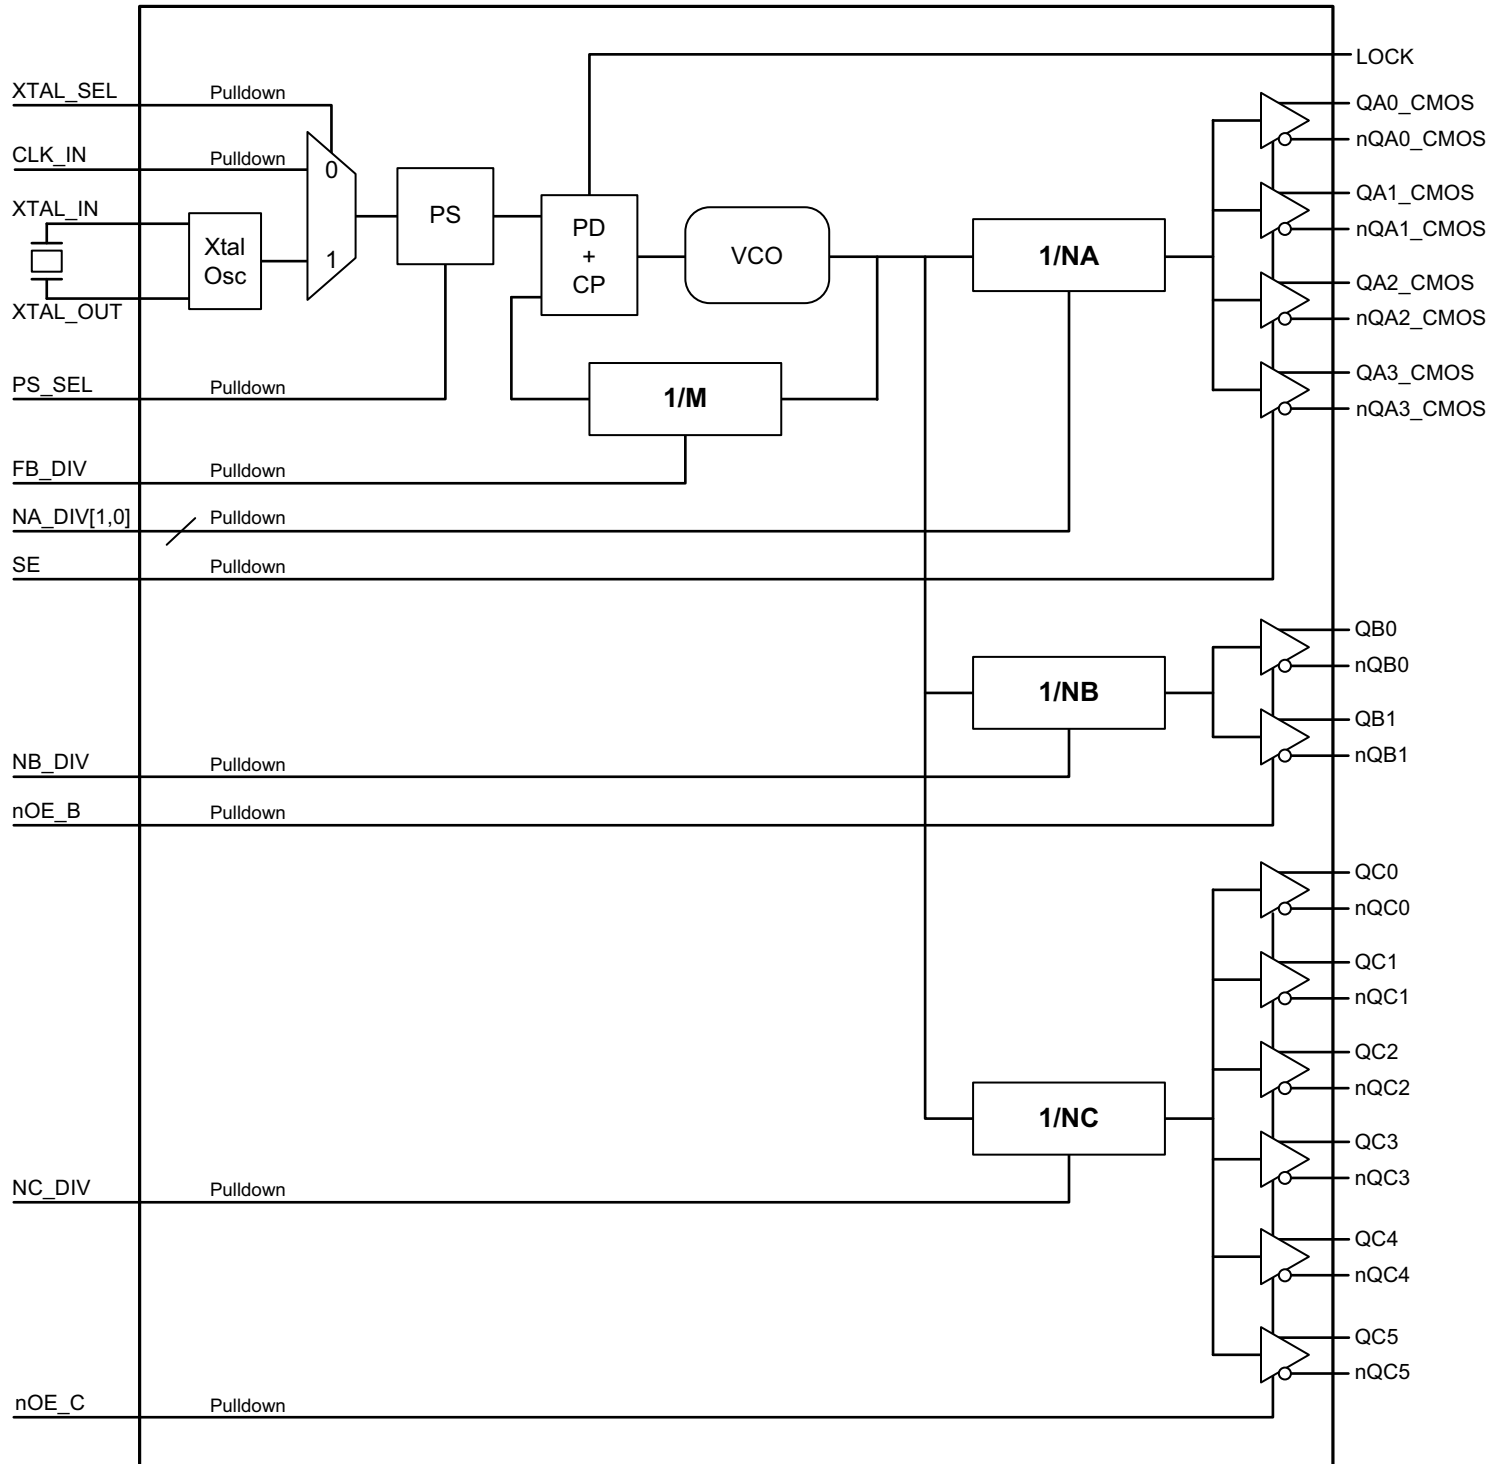 LOCK
XTAL_SEL
Pulldown
QA0_CMOS
nQA0_CMOS
CLK_IN
Pulldown
0
XTAL_IN
Xtal
Osc
1
XTAL_OUT
PS
PD
+
CP
VCO
1/NA
QA1_CMOS
nQA1_CMOS
QA2_CMOS
nQA2_CMOS
QA3_CMOS
nQA3_CMOS
PS_SEL
Pulldown
1/M
FB_DIV
Pulldown
NA_DIV[1,0]
Pulldown
SE
Pulldown
QB0
nQB0
1/NB
QB1
nQB1
NB_DIV
Pulldown
nOE_B
Pulldown
QC0
nQC0
QC1
nQC1
QC2
nQC2
1/NC
QC3
nQC3
NC_DIV
Pulldown
QC4
nQC4
QC5
nQC5
nOE_C
Pulldown